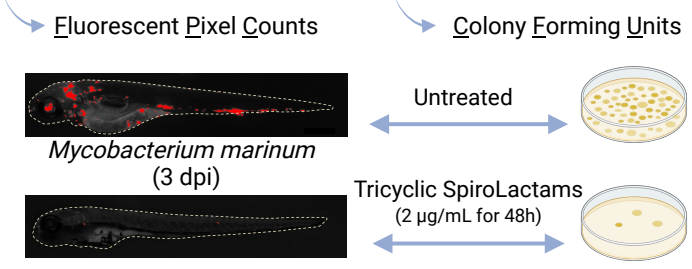 Fluorescent Pixel Counts
Colony Forming Units
Untreated
Mycobacterium marinum
(3 dpi)
Tricyclic SpiroLactams
(2 µg/mL for 48h)